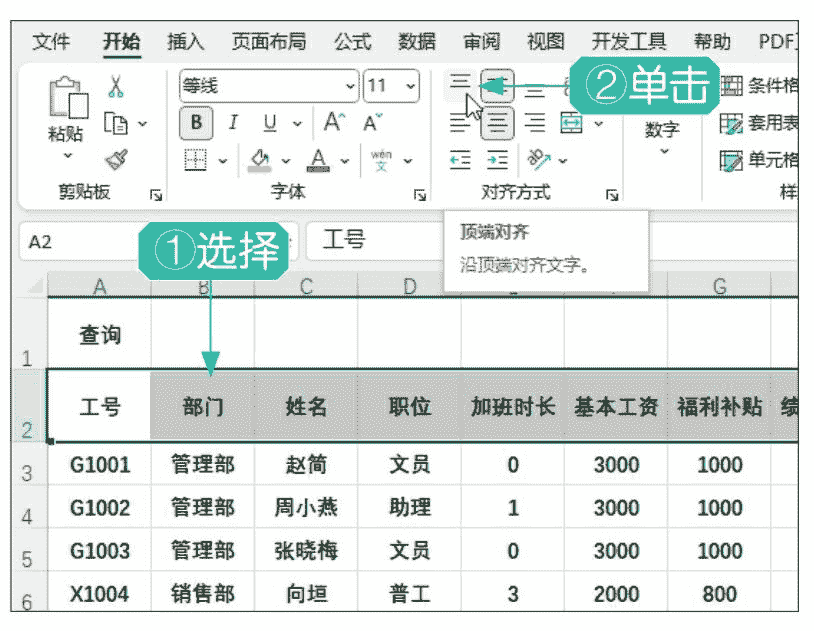 文件 开始 插入 页面布局 公式 数据 审阅 视图 开发工具 帮助
等线 11 ②单击 条件格
粘贴 B I U A A 数字 套用表
A wén 文 单元格
剪贴板 字体 对齐方式 样
A2 ①选择 工号 顶端对齐
沿顶端对齐文字。
A B C D G
1 查询
2 工号 部门 姓名 职位 加班时长 基本工资 福利补贴
3 G1001 管理部 赵简 文员 0 3000 1000
4 G1002 管理部 周小燕 助理 1 3000 1000
5 G1003 管理部 张晓梅 文员 0 3000 1000
6 X1004 销售部 向垣 普工 3 2000 800